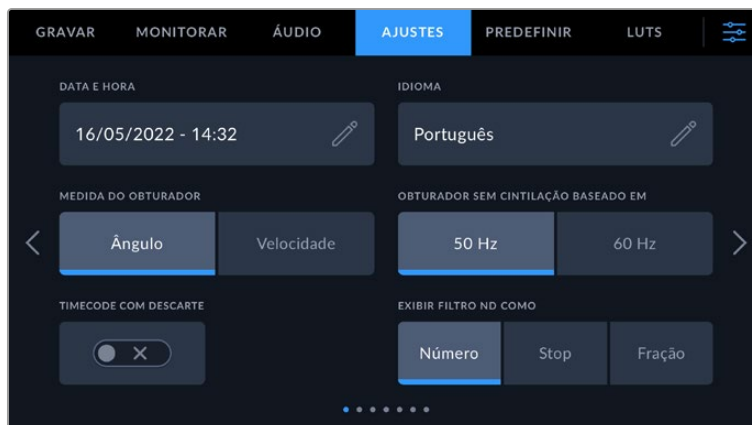 GRAVAR MONITORAR ÁUDIO AJUSTES PREDEFINIR LUTS
DATA E HORA
16/05/2022 - 14:32
IDIOMA
Português
MEDIDA DO OBTURADOR
Ângulo Velocidade
OBTURADOR SEM CINTILAÇÃO BASEADO EM
50 Hz 60 Hz
TIMECODE COM DESCARTE
EXIBIR FILTRO ND COMO
Número Stop Fração